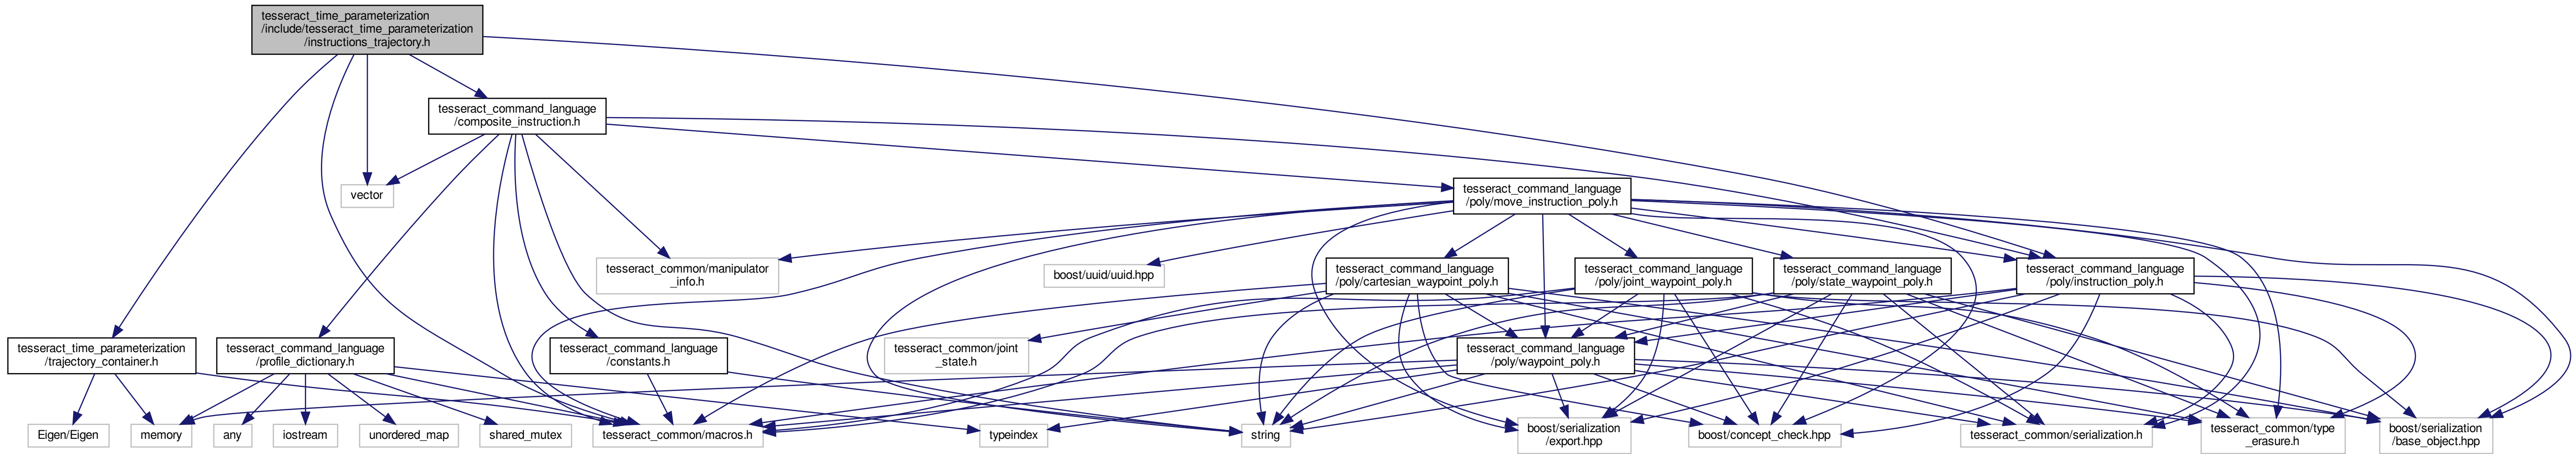 tesseract_time_parameterization
/include/tesseract_time_parameterization
/instructions_trajectory.h
tesseract_command_language
/composite_instruction.h
vector
tesseract_command_language
/poly/move_instruction_poly.h
tesseract_common/manipulator
_info.h
boost/uuid/uuid.hpp
tesseract_command_language
/poly/cartesian_waypoint_poly.h
tesseract_command_language
/poly/joint_waypoint_poly.h
tesseract_command_language
/poly/state_waypoint_poly.h
tesseract_command_language
/poly/instruction_poly.h
tesseract_time_parameterization
/trajectory_container.h
tesseract_command_language
/profile_dictionary.h
tesseract_command_language
/constants.h
tesseract_common/joint
_state.h
tesseract_command_language
/poly/waypoint_poly.h
Eigen/Eigen
memory
any
iostream
unordered_map
shared_mutex
tesseract_common/macros.h
typeindex
string
boost/serialization
/export.hpp
boost/concept_check.hpp
tesseract_common/serialization.h
tesseract_common/type
_erasure.h
boost/serialization
/base_object.hpp